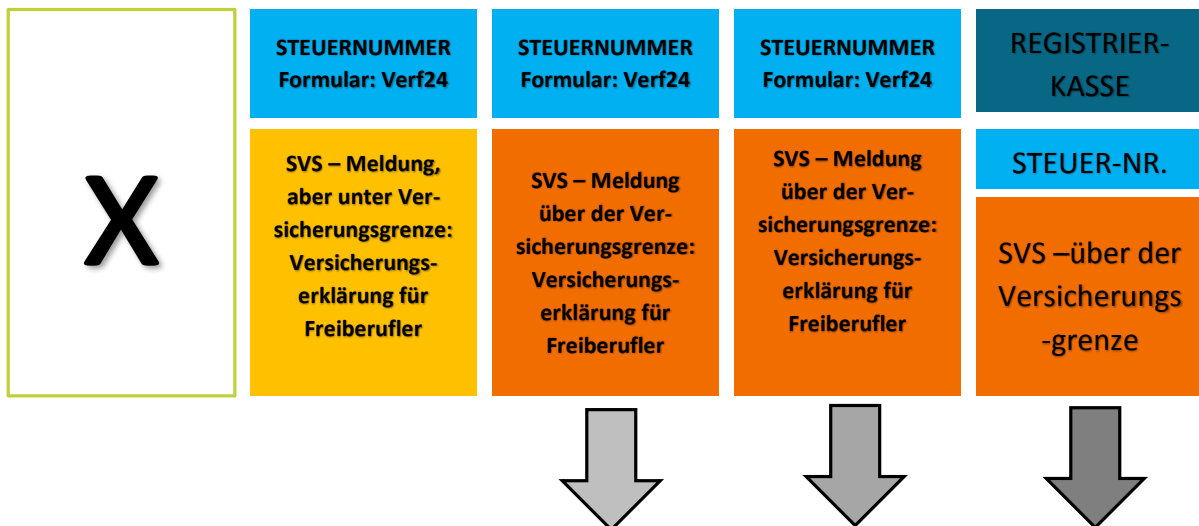 X
STEUERNUMMER
Formular: Verf24
SVS – Meldung,
aber unter Ver-
sicherungsgrenze:
Versicherungs-
erklärung für
Freiberufler
STEUERNUMMER
Formular: Verf24
SVS – Meldung
über der Ver-
sicherungsgrenze:
Versicherungs-
erklärung für
Freiberufler
STEUERNUMMER
Formular: Verf24
SVS – Meldung
über der Ver-
sicherungsgrenze:
Versicherungs-
erklärung für
Freiberufler
REGISTRIER-
KASSE
STEUER-NR.
SVS –über der
Versicherungs
-grenze